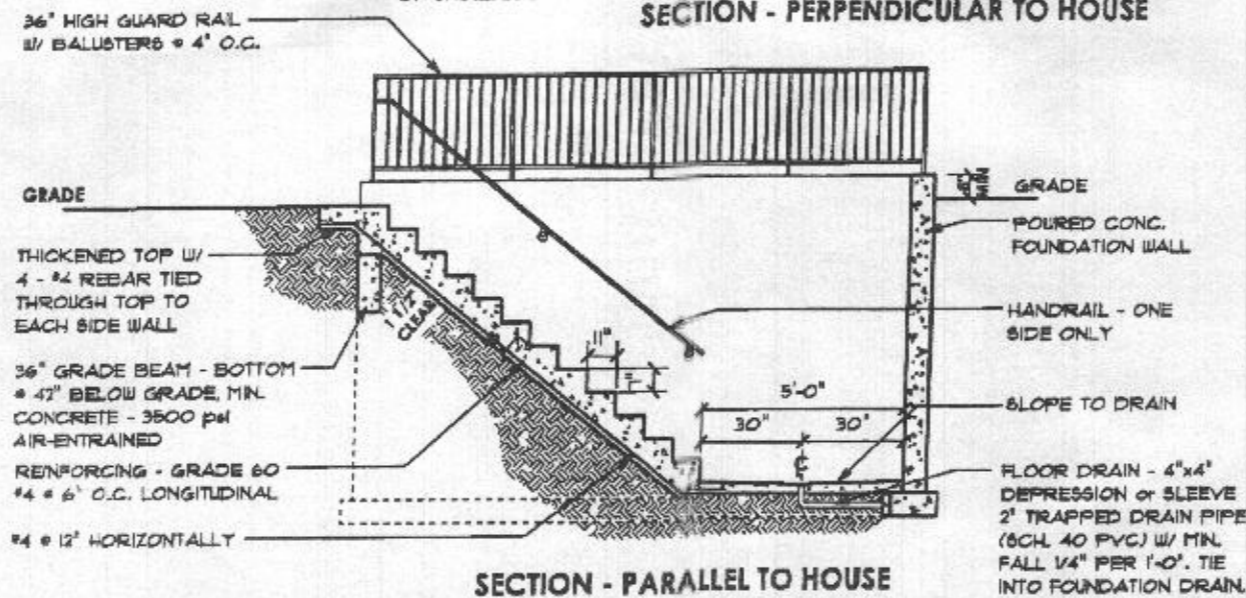 SECTION - PERPENDICULAR TO HOUSE
36" HIGH GUARD RAIL
W/ BALUSTERS @ 4" O.C.
GRADE
THICKENED TOP W/
4 - #4 REBAR TIED
THROUGH TOP TO
EACH SIDE WALL
36" GRADE BEAM - BOTTOM
@ 42" BELOW GRADE, MIN.
CONCRETE - 3500 psi
AIR-ENTRAINED
REINFORCING - GRADE 60
#4 @ 6" O.C. LONGITUDINAL
#4 @ 12" HORIZONTALLY
1 1/2"
CLEAR
11"
5'-0"
30"
30"
MIN
GRADE
POURED CONC.
FOUNDATION WALL
HANDRAIL - ONE
SIDE ONLY
SLOPE TO DRAIN
FLOOR DRAIN - 4"x4"
DEPRESSION or SLEEVE
2" TRAPPED DRAIN PIPE
(SCH. 40 PVC) W/ MIN.
FALL 1/4" PER 1'-0". TIE
INTO FOUNDATION DRAIN.
SECTION - PARALLEL TO HOUSE